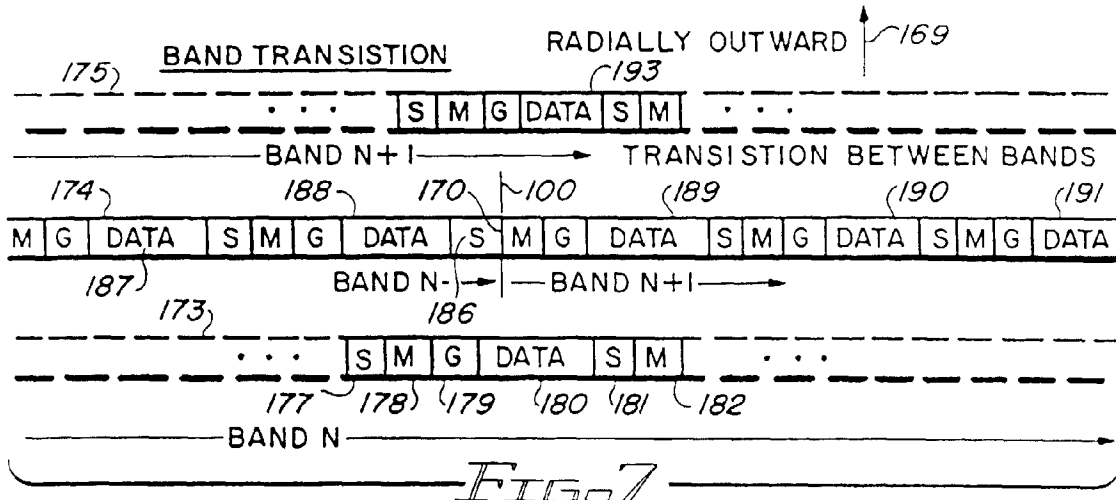 BAND TRANSISTION
RADIALLY OUTWARD
169
175
193
. . . S M G DATA S M . . .
BAND N+1
TRANSISTION BETWEEN BANDS
174 188 170 100 189 190 191
M G DATA S M G DATA S M G DATA S M G DATA S M G DATA
187 BAND N- 186 BAND N+1
173
. . . S M G DATA S M . . .
177 178 179 180 181 182
BAND N
FIG. 7